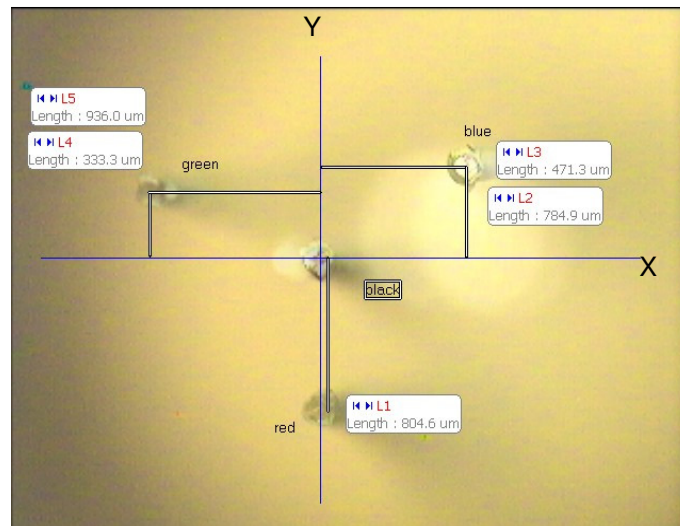 Y
L5
Length : 936.0 um
L4
Length : 333.3 um
green
blue
L3
Length : 471.3 um
L2
Length : 784.9 um
X
black
L1
Length : 804.6 um
red